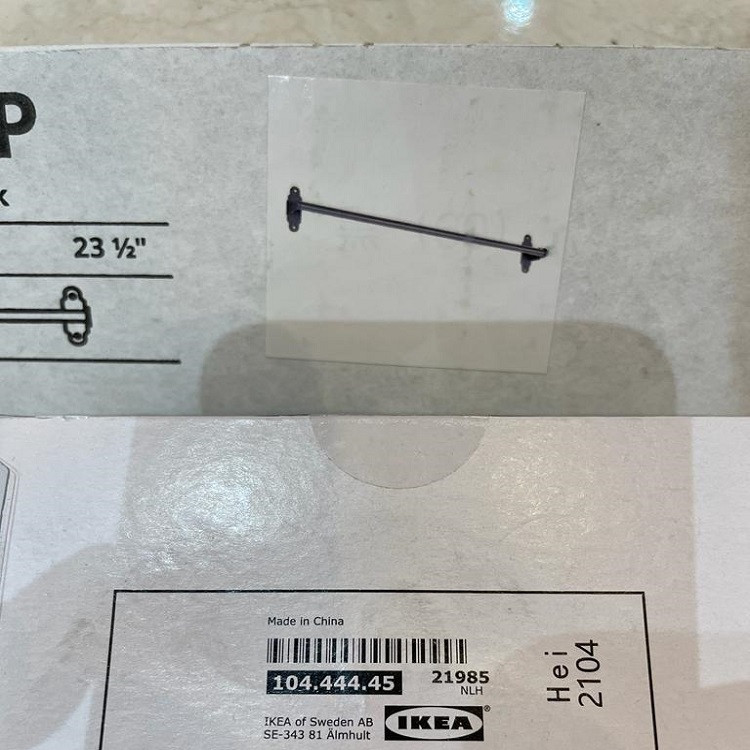 P
k
23 ½"
Made in China
104.444.45
21985
NLH
Hei
2104
IKEA of Sweden AB
SE-343 81 Älmhult
IKEA®